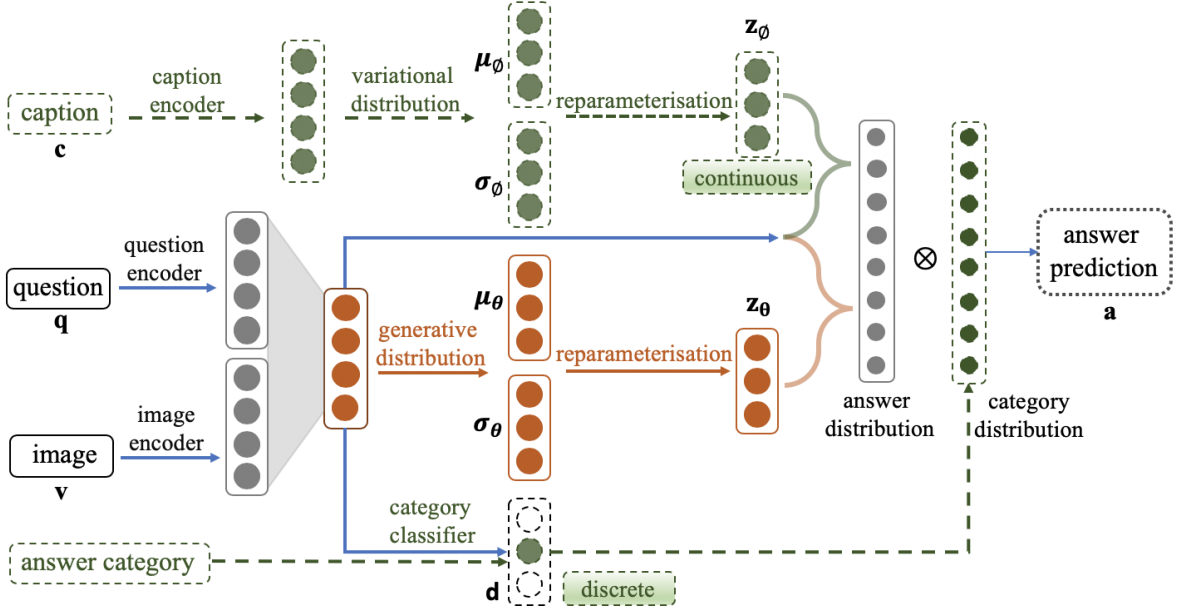 caption
c
caption
encoder
variational
distribution
μ∅
σ∅
reparameterisation
z∅
continuous
question
q
question
encoder
image
v
image
encoder
generative
distribution
μθ
σθ
reparameterisation
zθ
answer
distribution
⊗
category
distribution
answer
prediction
a
answer category
category
classifier
d
discrete